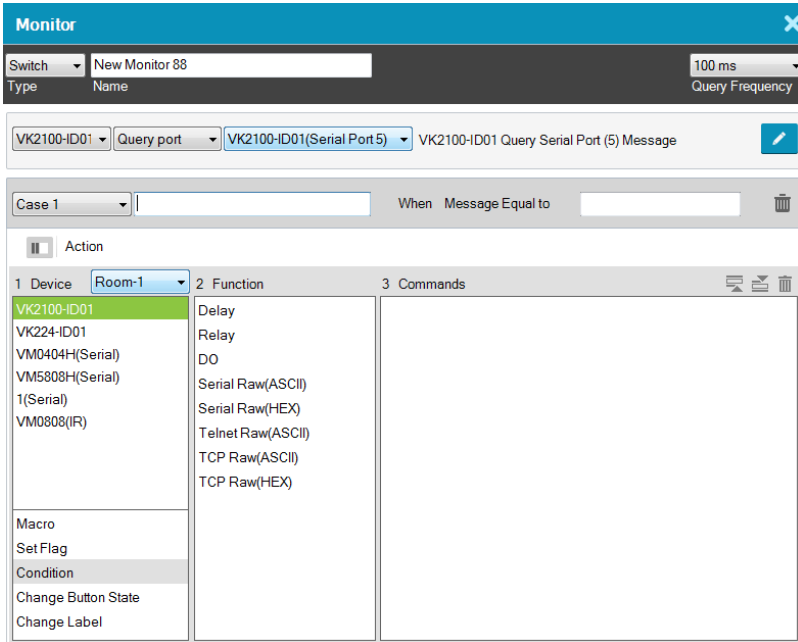 Monitor
Switch New Monitor 88 100 ms
Type Name Query Frequency
VK2100-ID01 Query port VK2100-ID01(Serial Port 5) VK2100-ID01 Query Serial Port (5) Message
Case 1 When Message Equal to
Action
1 Device Room-1 2 Function 3 Commands
VK2100-ID01
VK224-ID01
VM0404H(Serial)
VM5808H(Serial)
1(Serial)
VM0808(IR)
Macro
Set Flag
Condition
Change Button State
Change Label
Delay
Relay
DO
Serial Raw(ASCII)
Serial Raw(HEX)
Telnet Raw(ASCII)
TCP Raw(ASCII)
TCP Raw(HEX)